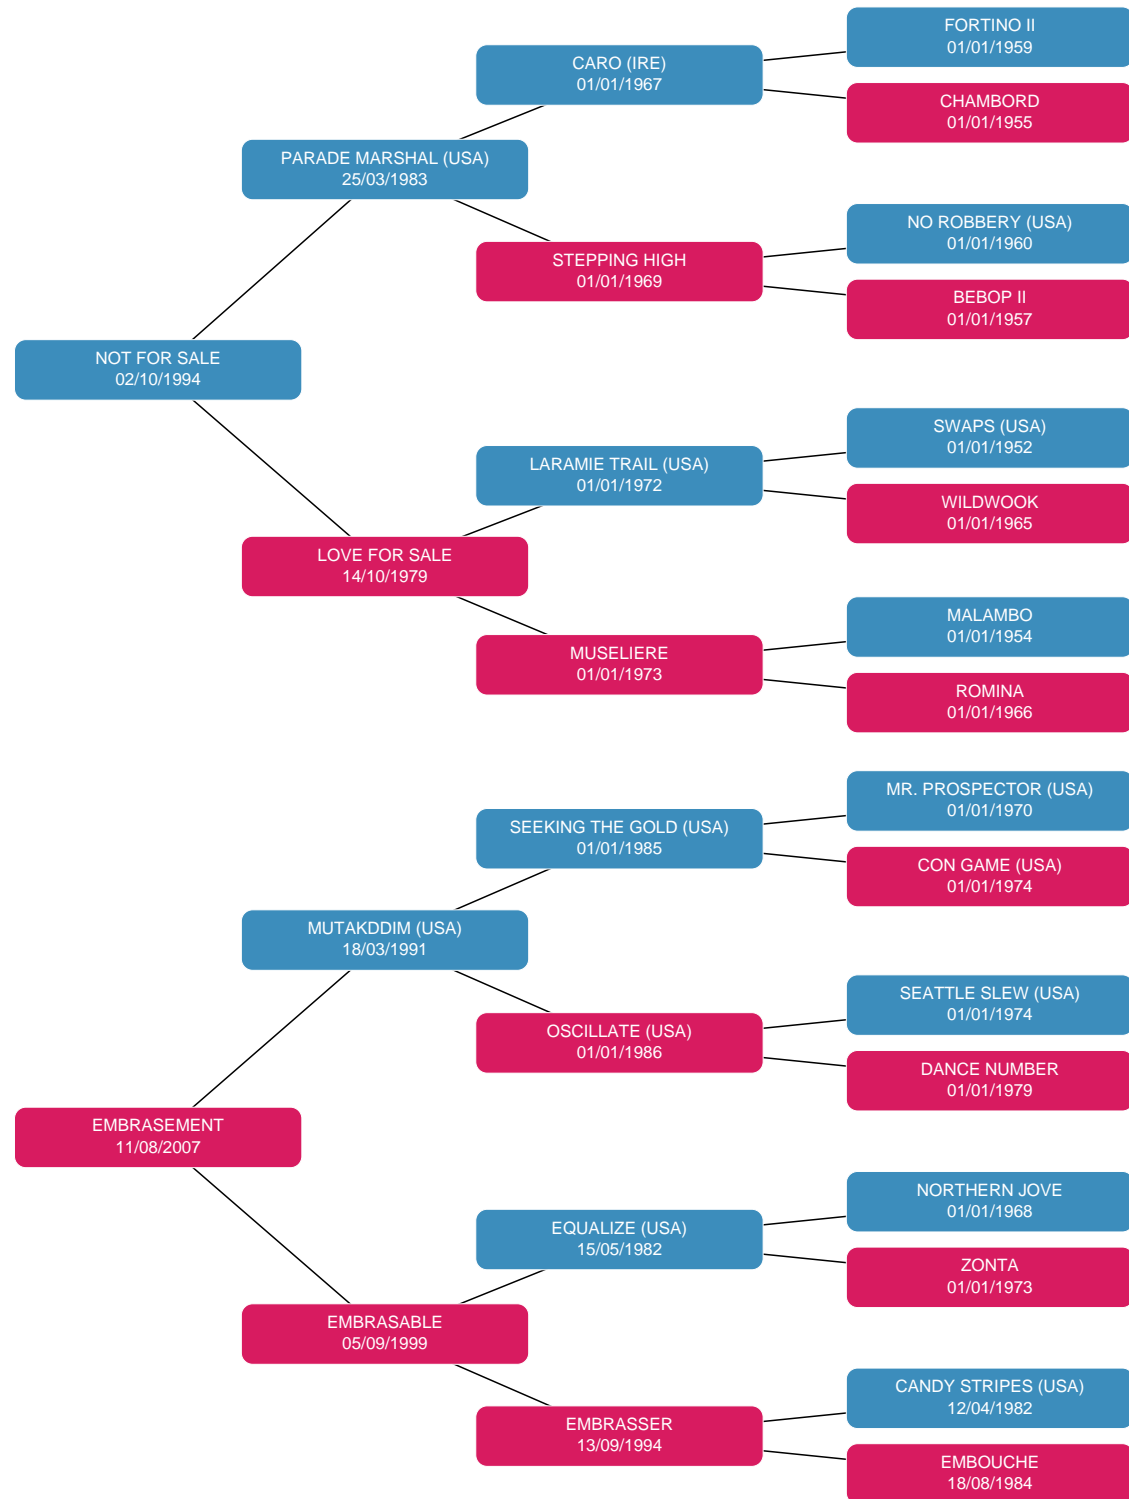 FORTINO II
01/01/1959
CARO (IRE)
01/01/1967
CHAMBORD
01/01/1955
PARADE MARSHAL (USA)
25/03/1983
NO ROBBERY (USA)
01/01/1960
STEPPING HIGH
01/01/1969
BEBOP II
01/01/1957
NOT FOR SALE
02/10/1994
SWAPS (USA)
01/01/1952
LARAMIE TRAIL (USA)
01/01/1972
WILDWOOK
01/01/1965
LOVE FOR SALE
14/10/1979
MALAMBO
01/01/1954
MUSELIERE
01/01/1973
ROMINA
01/01/1966
MR. PROSPECTOR (USA)
01/01/1970
SEEKING THE GOLD (USA)
01/01/1985
CON GAME (USA)
01/01/1974
MUTAKDDIM (USA)
18/03/1991
SEATTLE SLEW (USA)
01/01/1974
OSCILLATE (USA)
01/01/1986
DANCE NUMBER
01/01/1979
EMBRASEMENT
11/08/2007
NORTHERN JOVE
01/01/1968
EQUALIZE (USA)
15/05/1982
ZONTA
01/01/1973
EMBRASABLE
05/09/1999
CANDY STRIPES (USA)
12/04/1982
EMBRASSER
13/09/1994
EMBOUCHE
18/08/1984